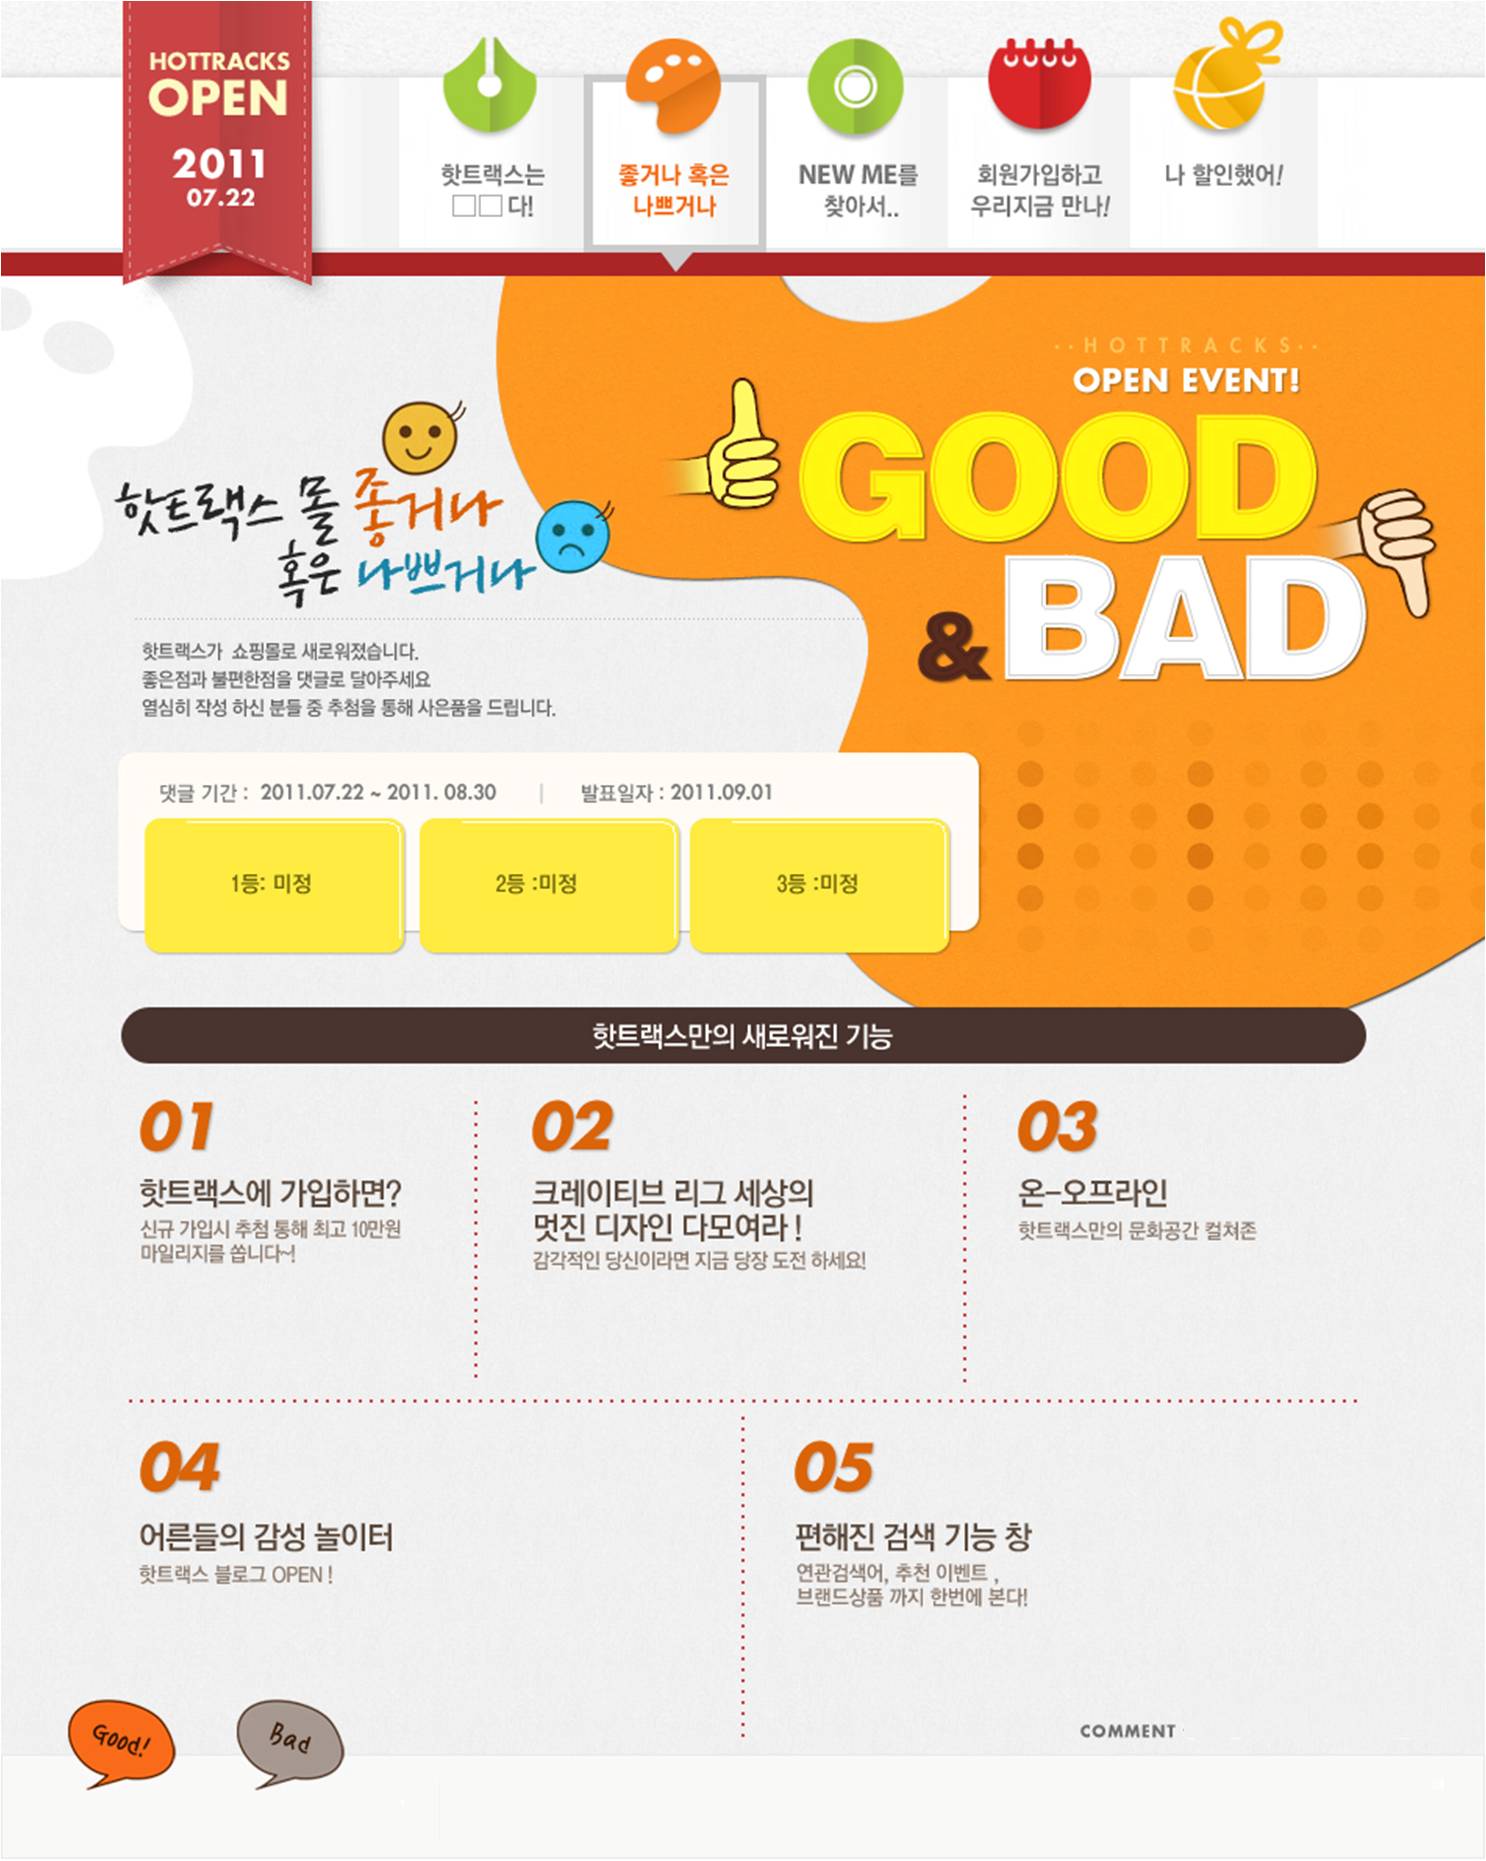 HOTTRACKS
OPEN
2011
07.22
핫트랙스는
□□다!
좋거나 혹은
나쁘거나
NEW ME를
찾아서..
회원가입하고
우리지금 만나!
나 할인했어!
··HOTTRACKS··
OPEN EVENT!
GOOD
&BAD
핫트랙스 몰 좋거나
혹은 나쁘거나
핫트랙스가 쇼핑몰로 새로워졌습니다.
좋은점과 불편한점을 댓글로 달아주세요
열심히 작성 하신 분들 중 추첨을 통해 사은품을 드립니다.
댓글 기간 : 2011.07.22 ~ 2011. 08.30 | 발표일자 : 2011.09.01
1등: 미정
2등 :미정
3등 :미정
핫트랙스만의 새로워진 기능
01
핫트랙스에 가입하면?
신규 가입시 추첨 통해 최고 10만원
마일리지를 쏩니다~!
02
크레이티브 리그 세상의
멋진 디자인 다모여라 !
감각적인 당신이라면 지금 당장 도전 하세요!
03
온-오프라인
핫트랙스만의 문화공간 컬쳐존
04
어른들의 감성 놀이터
핫트랙스 블로그 OPEN !
05
편해진 검색 기능 창
연관검색어, 추천 이벤트 ,
브랜드상품 까지 한번에 본다!
Good!
Bad
COMMENT